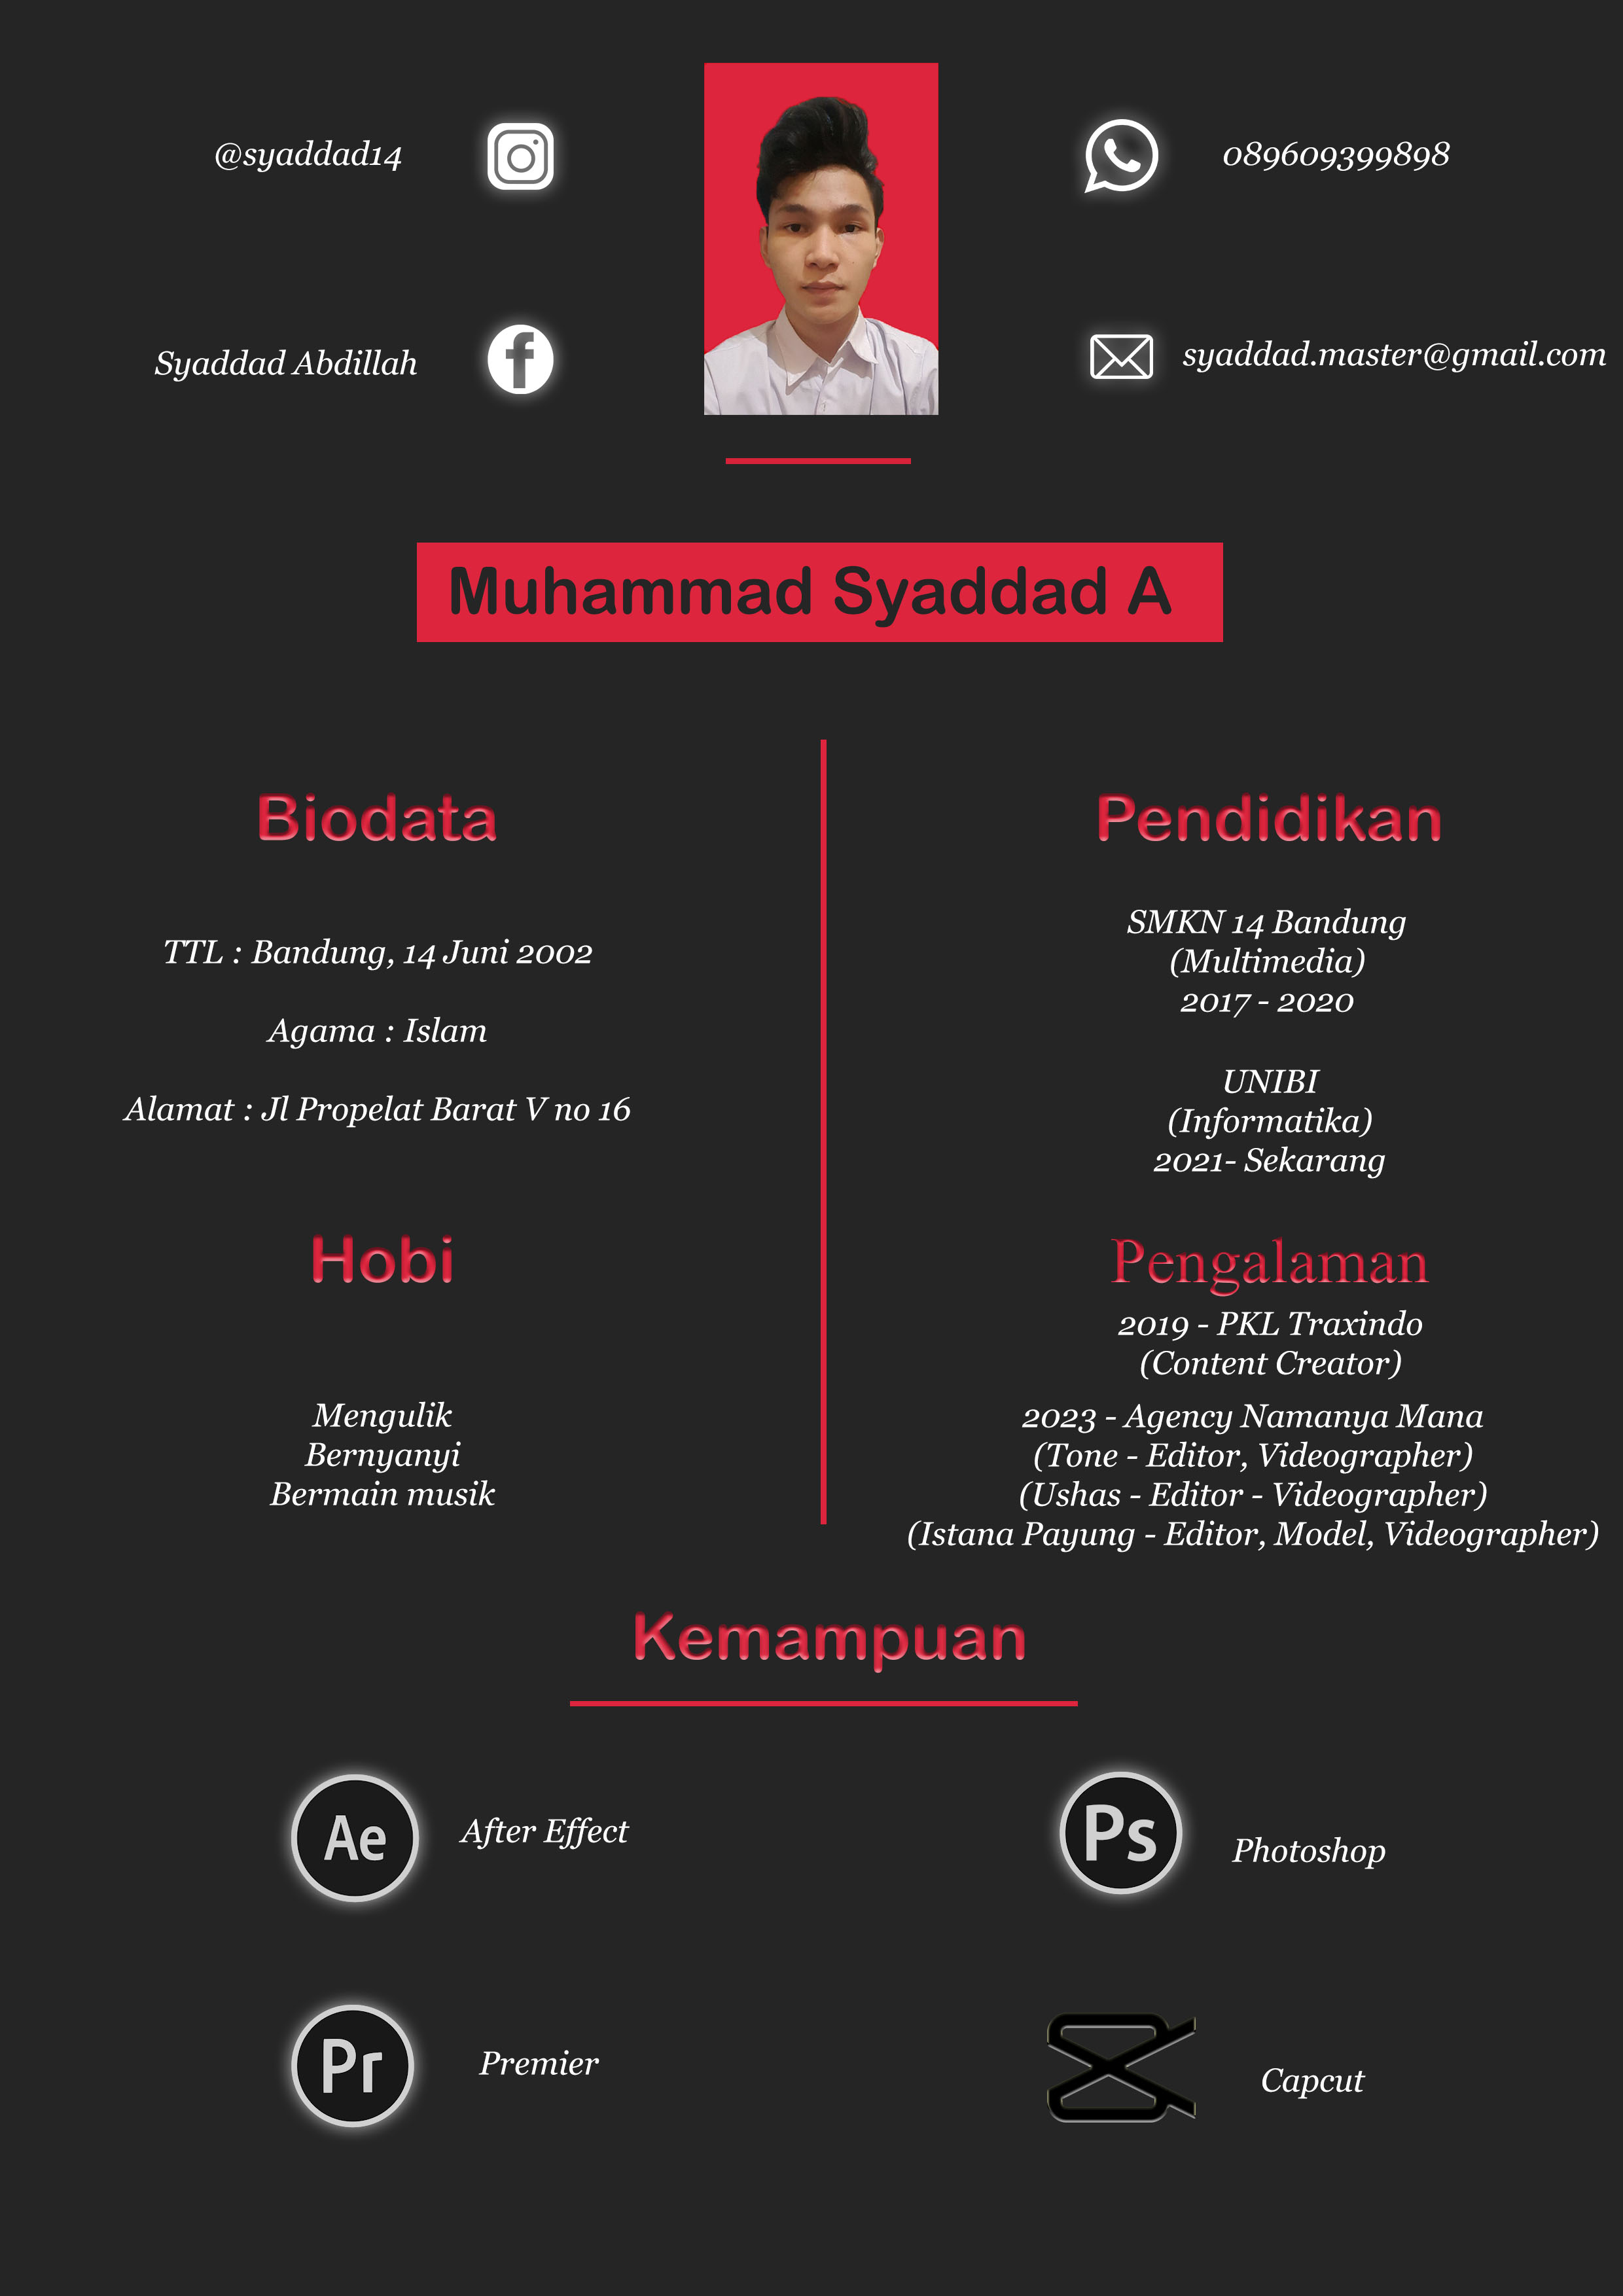 @syaddad14
089609399898
Syaddad Abdillah
f
syaddad.master@gmail.com
Muhammad Syaddad A
Biodata
TTL : Bandung, 14 Juni 2002
Agama : Islam
Alamat : Jl Propelat Barat V no 16
Hobi
Mengulik
Bernyanyi
Bermain musik
Pendidikan
SMKN 14 Bandung
(Multimedia)
2017 - 2020
UNIBI
(Informatika)
2021- Sekarang
Pengalaman
2019 - PKL Traxindo
(Content Creator)
2023 - Agency Namanya Mana
(Tone - Editor, Videographer)
(Ushas - Editor - Videographer)
(Istana Payung - Editor, Model, Videographer)
Kemampuan
Ae
After Effect
Ps
Photoshop
Pr
Premier
Capcut